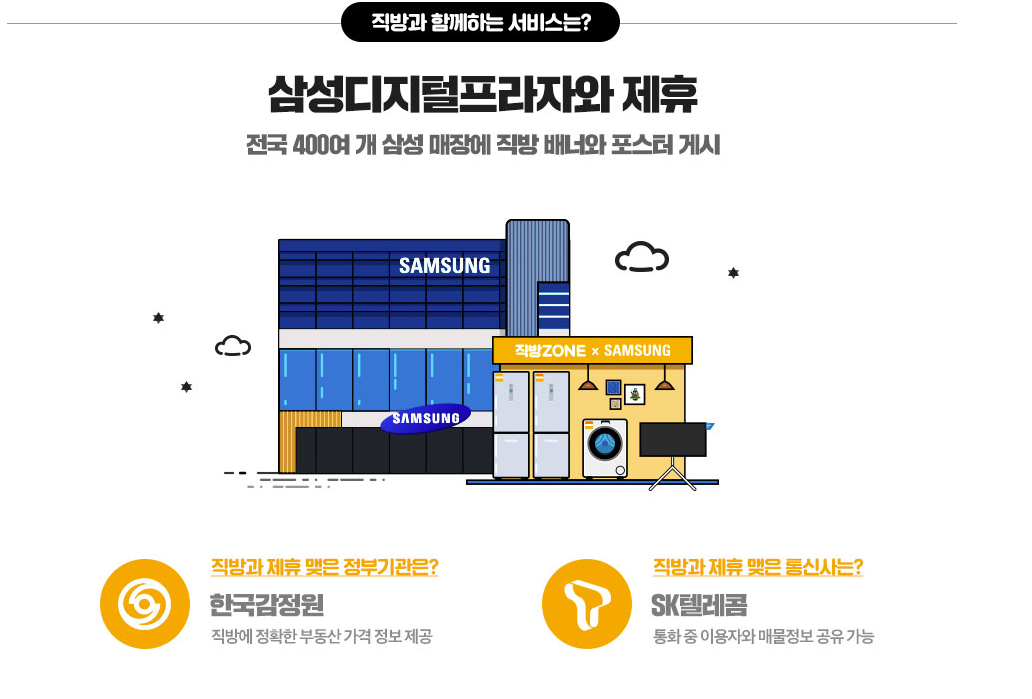 직방과 함께하는 서비스는?
삼성디지털프라자와 제휴
전국 400여 개 삼성 매장에 직방 배너와 포스터 게시
SAMSUNG
직방ZONE × SAMSUNG
SAMSUNG
직방과 제휴 맺은 정부기관은?
한국감정원
직방에 정확한 부동산 가격 정보 제공
직방과 제휴 맺은 통신사는?
SK텔레콤
통화 중 이용자와 매물정보 공유 가능